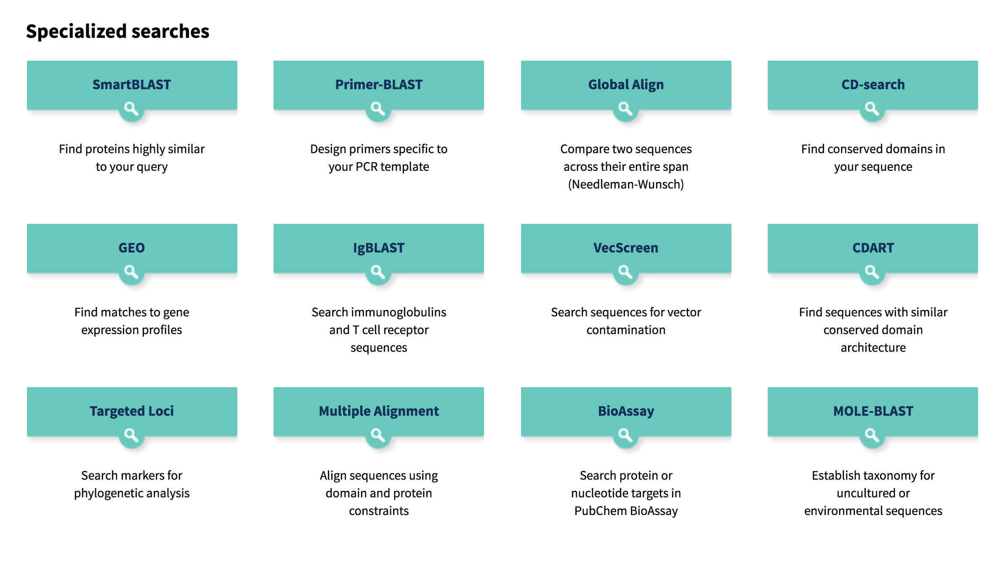 Specialized searches
SmartBLAST
Find proteins highly similar
to your query
Primer-BLAST
Design primers specific to
your PCR template
Global Align
Compare two sequences
across their entire span
(Needleman-Wunsch)
CD-search
Find conserved domains in
your sequence
GEO
Find matches to gene
expression profiles
IgBLAST
Search immunoglobulins
and T cell receptor
sequences
VecScreen
Search sequences for vector
contamination
CDART
Find sequences with similar
conserved domain
architecture
Targeted Loci
Search markers for
phylogenetic analysis
Multiple Alignment
Align sequences using
domain and protein
constraints
BioAssay
Search protein or
nucleotide targets in
PubChem BioAssay
MOLE-BLAST
Establish taxonomy for
uncultured or
environmental sequences